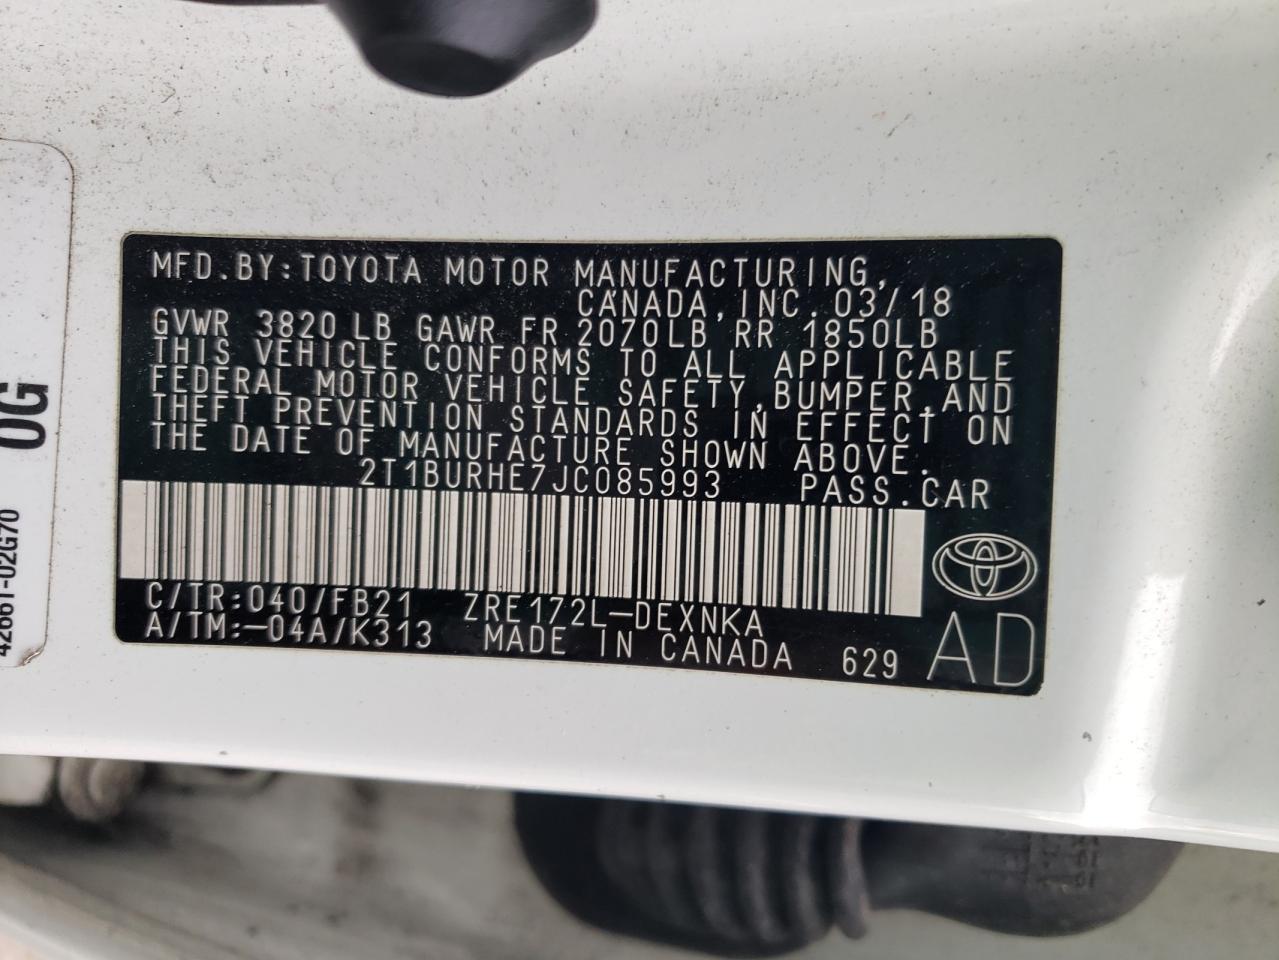 MFD.BY:TOYOTA MOTOR MANUFACTURING,
CANADA,INC.03/18
GVWR 3820LB GAWR FR 2070LB RR 1850LB
THIS VEHICLE CONFORMS TO ALL APPLICABLE
FEDERAL MOTOR VEHICLE SAFETY,BUMPER,AND
THEFT PREVENTION STANDARDS IN EFFECT ON
THE DATE OF MANUFACTURE SHOWN ABOVE.
2T1BURHE7JC085993 PASS.CAR
C/TR:040/FB21 ZRE172L-DEXNKA
A/TM:-04A/K313 MADE IN CANADA 629 AD
0G
42661-02G70